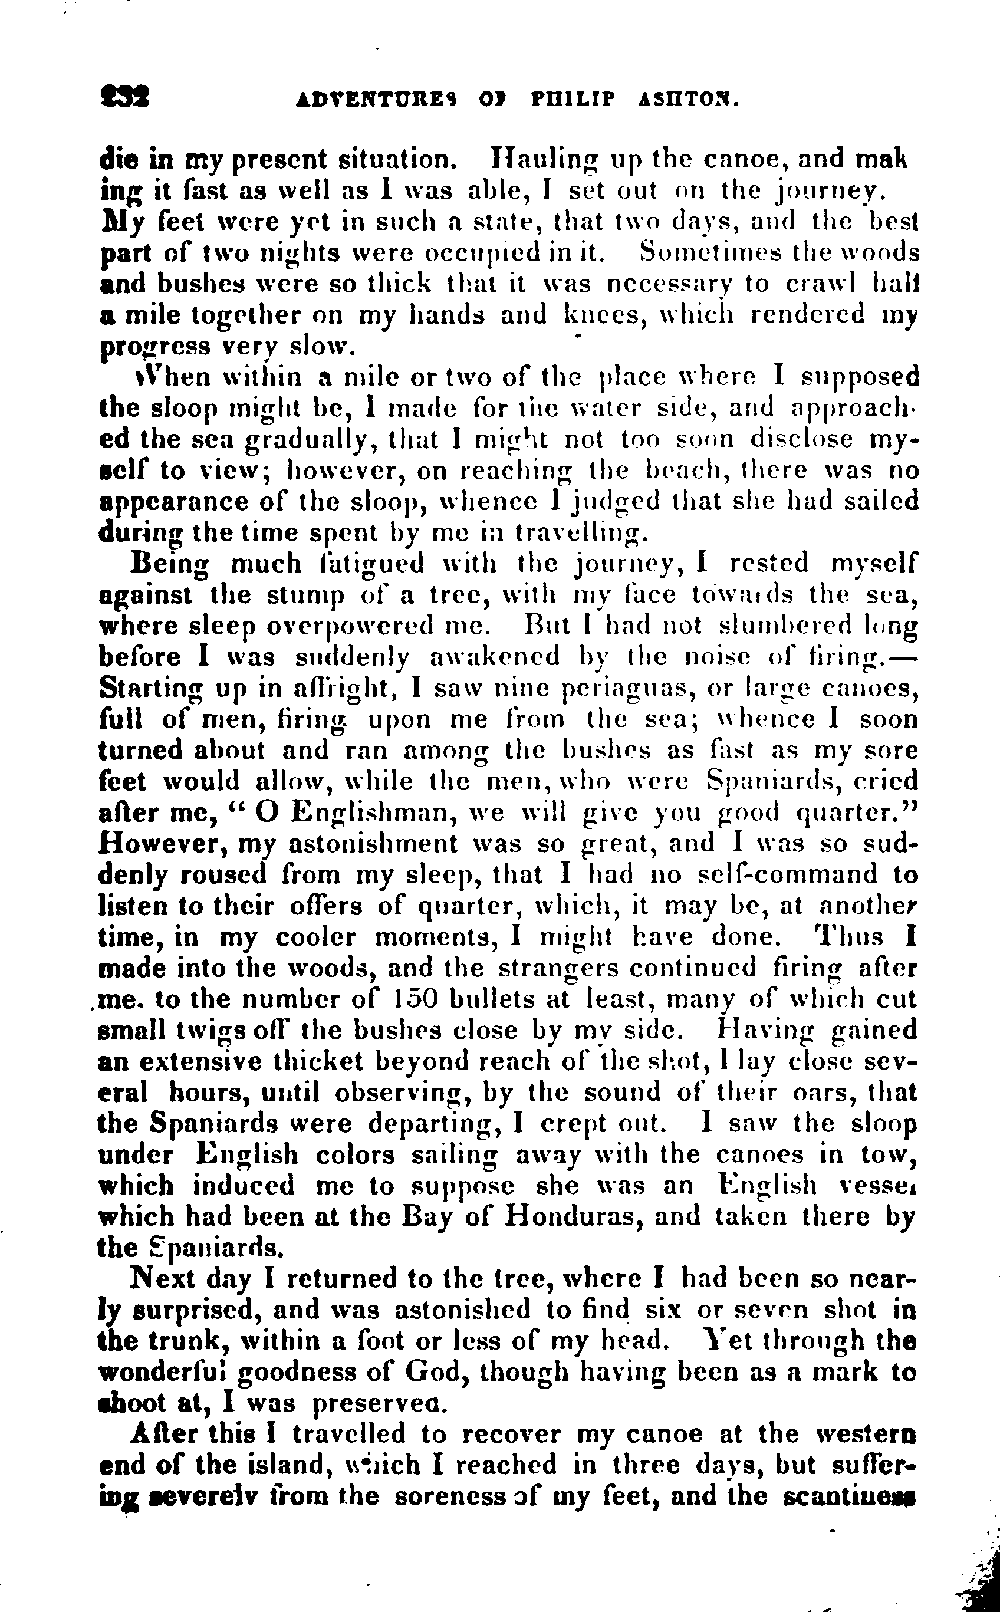 232 ADVENTURES OF PHILIP ASHTON.
die in my present situation. Hauling up the canoe, and mak
ing it fast as well as I was able, I set out on the journey.
My feet were yet in such a state, that two days, and the best
part of two nights were occupied in it. Sometimes the woods
and bushes were so thick that it was necessary to crawl half
a mile together on my hands and knees, which rendered my
progress very slow.
When within a mile or two of the place where I supposed
the sloop might be, I made for the water side, and approach-
ed the sea gradually, that I might not too soon disclose my-
self to view; however, on reaching the beach, there was no
appearance of the sloop, whence I judged that she had sailed
during the time spent by me in travelling.
Being much fatigued with the journey, I rested myself
against the stump of a tree, with my face towards the sea,
where sleep overpowered me. But I had not slumbered long
before I was suddenly awakened by the noise of firing.—
Starting up in affright, I saw nine periaguas, or large canoes,
full of men, firing upon me from the sea; whence I soon
turned about and ran among the bushes as fast as my sore
feet would allow, while the men, who were Spaniards, cried
after me, “ O Englishman, we will give you good quarter.”
However, my astonishment was so great, and I was so sud-
denly roused from my sleep, that I had no self-command to
listen to their offers of quarter, which, it may be, at another
time, in my cooler moments, I might have done. Thus I
made into the woods, and the strangers continued firing after
me. to the number of 150 bullets at least, many of which cut
small twigs off the bushes close by my side. Having gained
an extensive thicket beyond reach of the shot, I lay close sev-
eral hours, until observing, by the sound of their oars, that
the Spaniards were departing, I crept out. I saw the sloop
under English colors sailing away with the canoes in tow,
which induced me to suppose she was an English vessel
which had been at the Bay of Honduras, and taken there by
the Spaniards.
Next day I returned to the tree, where I had been so near-
ly surprised, and was astonished to find six or seven shot in
the trunk, within a foot or less of my head. Yet through the
wonderful goodness of God, though having been as a mark to
shoot at, I was preserved.
After this I travelled to recover my canoe at the western
end of the island, which I reached in three days, but suffer-
ing severely from the soreness of my feet, and the scantiness